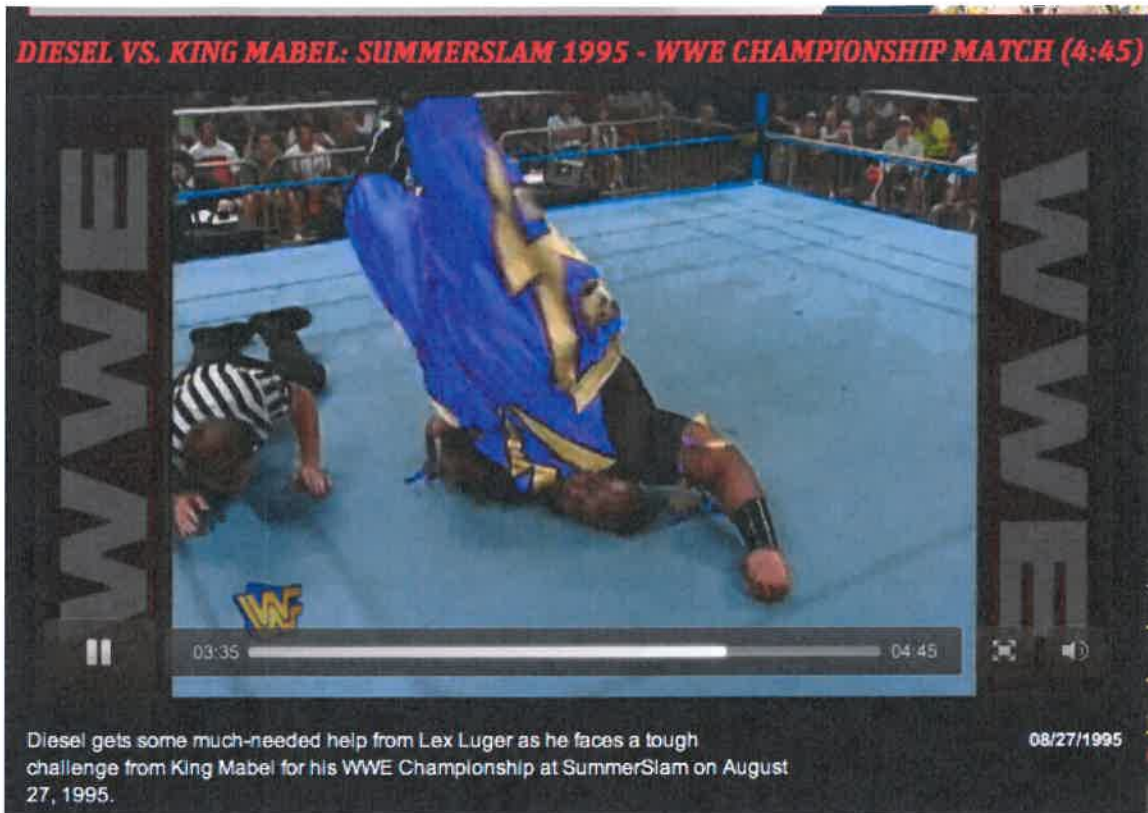 DIESEL VS. KING MABEL: SUMMERSLAM 1995 - WWE CHAMPIONSHIP MATCH (4:45)
WWE
WWE
WF
03:35
04:45
Diesel gets some much-needed help from Lex Luger as he faces a tough
08/27/1995
challenge from King Mabel for his WWE Championship at SummerSlam on August
27, 1995.